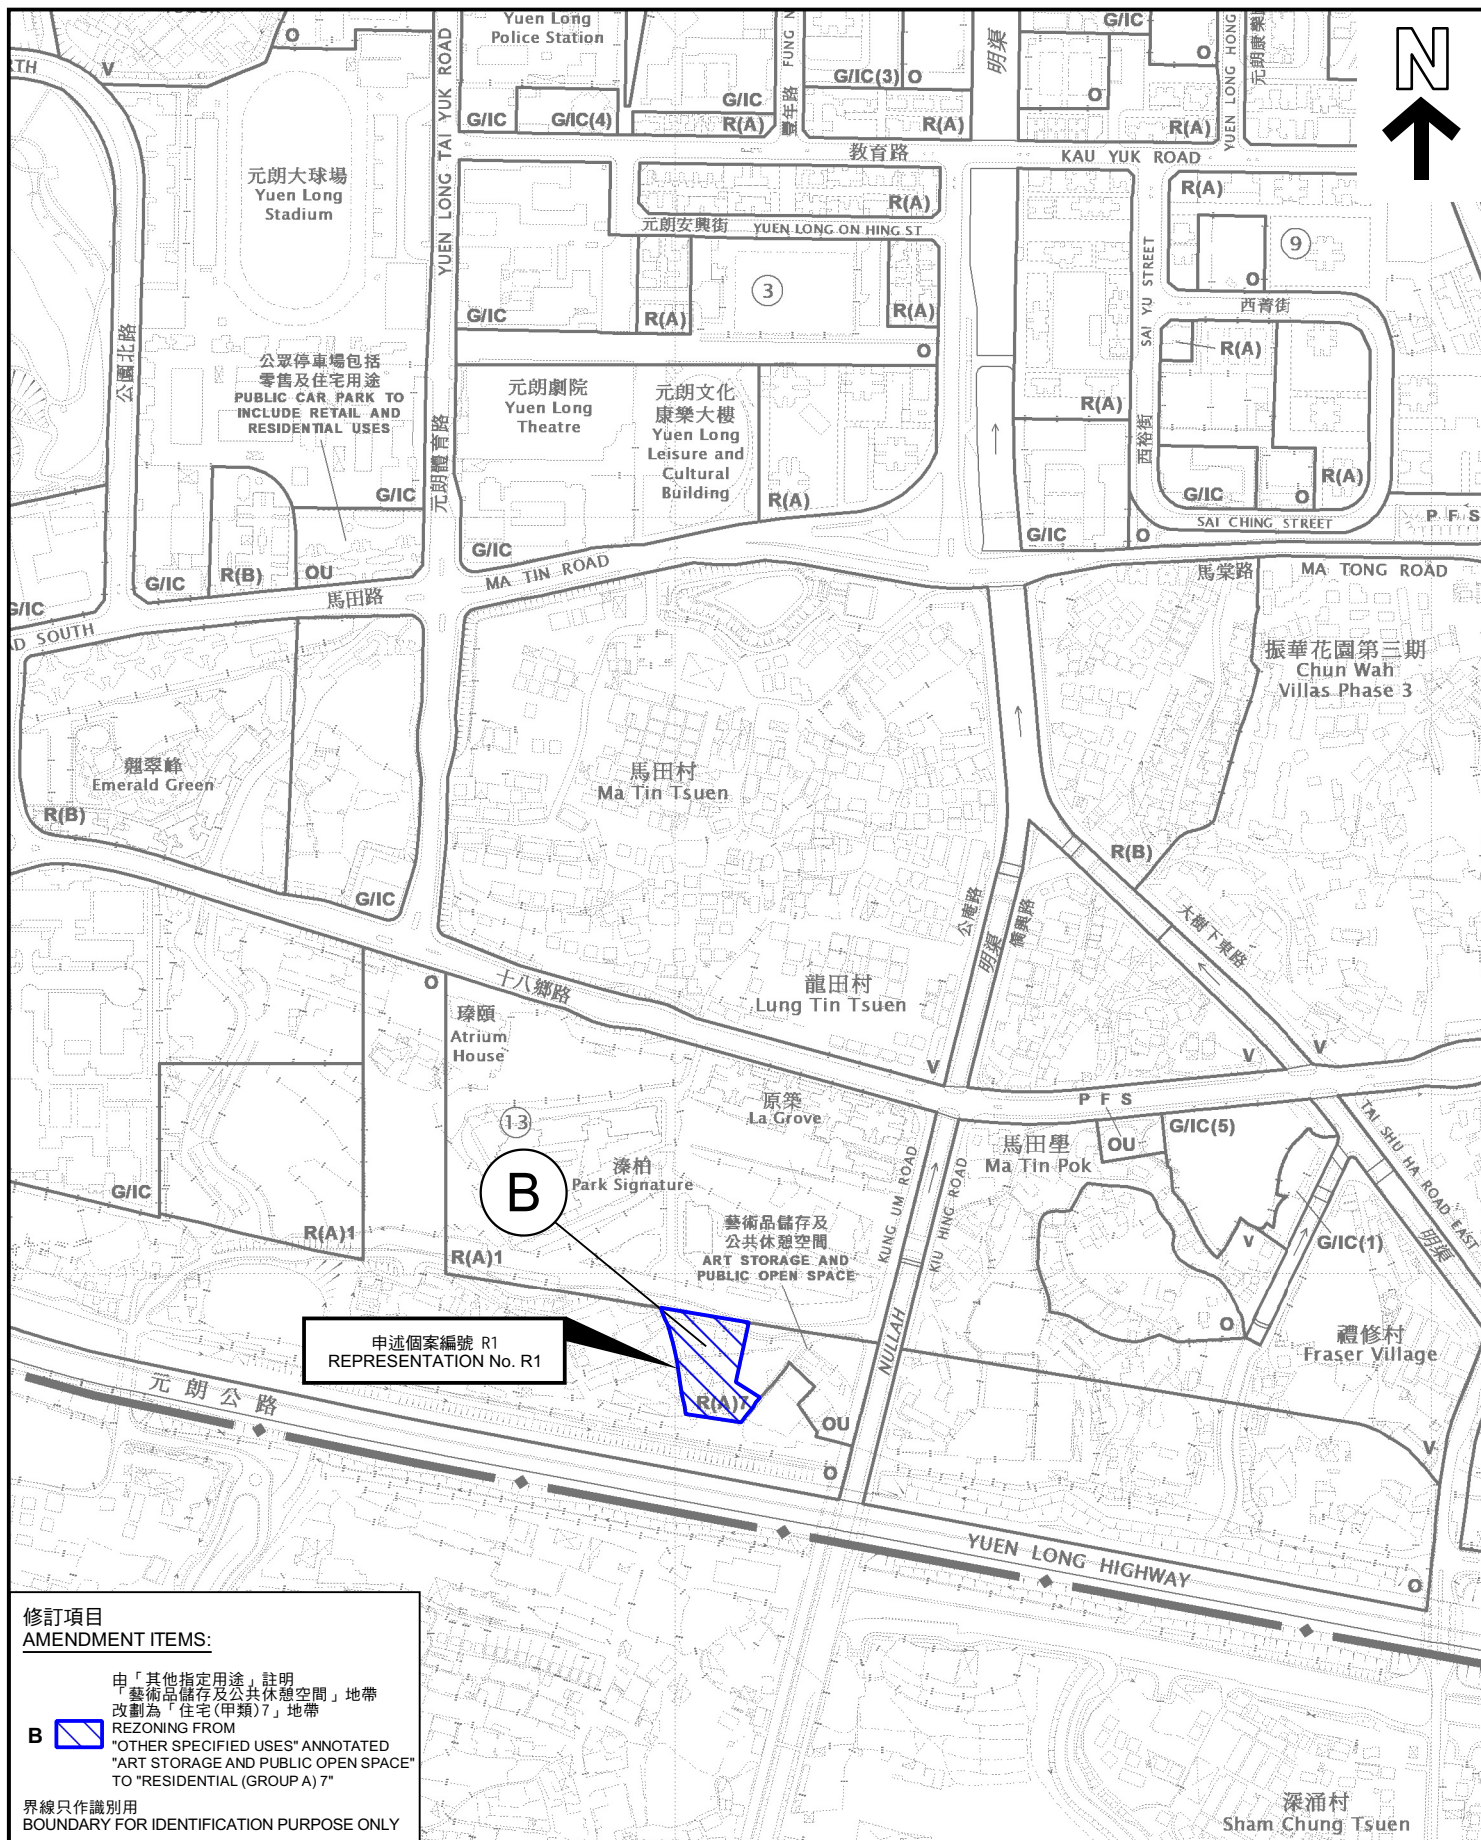 Yuen Long
Police Station
O
V
YUEN LONG TAI YUK ROAD
G/IC
G/IC(4)
G/IC
R(A)
豐年路
G/IC(3)
O
R(A)
明渠
G/IC
O
O
R(A)
YUEN LONG HONG
元朗康樂
N
教育路
KAU YUK ROAD
元朗大球場
Yuen Long
Stadium
R(A)
元朗安興街
YUEN LONG ON HING ST
R(A)
9
O
3
G/IC
R(A)
R(A)
O
SAI YU STREET
西菁街
R(A)
公園北路
公眾停車場包括
零售及住宅用途
PUBLIC CAR PARK TO
INCLUDE RETAIL AND
RESIDENTIAL USES
元朗體育路
元朗劇院
Yuen Long
Theatre
元朗文化
康樂大樓
Yuen Long
Leisure and
Cultural
Building
R(A)
R(A)
西裕街
G/IC
O
R(A)
SAI CHING STREET
P F S
G/IC
G/IC
R(B)
OU
G/IC
G/IC
O
MA TIN ROAD
馬田路
馬棠路
MA TONG ROAD
G/IC
AD SOUTH
振華花園第三期
Chun Wah
Villas Phase 3
翹翠峰
Emerald Green
R(B)
馬田村
Ma Tin Tsuen
R(B)
G/IC
公庵路
明渠
僑興路
大樹下東路
十八鄉路
龍田村
Lung Tin Tsuen
O
瑧頤
Atrium
House
V
V
V
原築
La Grove
P F S
13
馬田壆
Ma Tin Pok
OU
G/IC(5)
TAI SHU HA ROAD EAST
明渠
溱柏
Park Signature
B
G/IC
R(A)1
R(A)1
藝術品儲存及
公共休憩空間
ART STORAGE AND
PUBLIC OPEN SPACE
KUNG UM ROAD
KIU HING ROAD
NULLAH
V
G/IC(1)
O
禮修村
Fraser Village
申述個案編號 R1
REPRESENTATION No. R1
R(A)7
OU
O
V
元朗公路
YUEN LONG HIGHWAY
O
修訂項目
AMENDMENT ITEMS:
由「其他指定用途」註明
「藝術品儲存及公共休憩空間」地帶
改劃為「住宅(甲類)7」地帶
B
REZONING FROM
"OTHER SPECIFIED USES" ANNOTATED
"ART STORAGE AND PUBLIC OPEN SPACE"
TO "RESIDENTIAL (GROUP A) 7"
界線只作識別用
BOUNDARY FOR IDENTIFICATION PURPOSE ONLY
深涌村
Sham Chung Tsuen